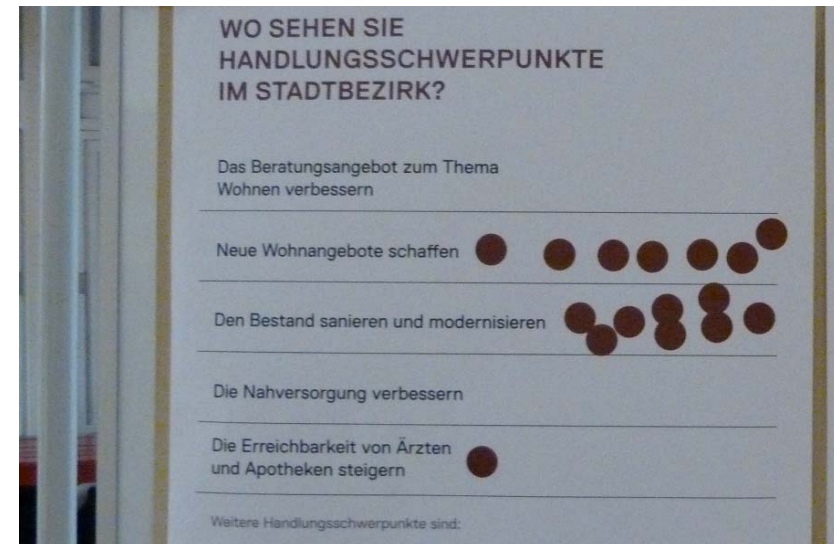 WO SEHEN SIE
HANDLUNGSSCHWERPUNKTE
IM STADTBEZIRK?
Das Beratungsangebot zum Thema
Wohnen verbessern
Neue Wohnangebote schaffen
Den Bestand sanieren und modernisieren
Die Nahversorgung verbessern
Die Erreichbarkeit von Ärzten
und Apotheken steigern
Weitere Handlungsschwerpunkte sind: